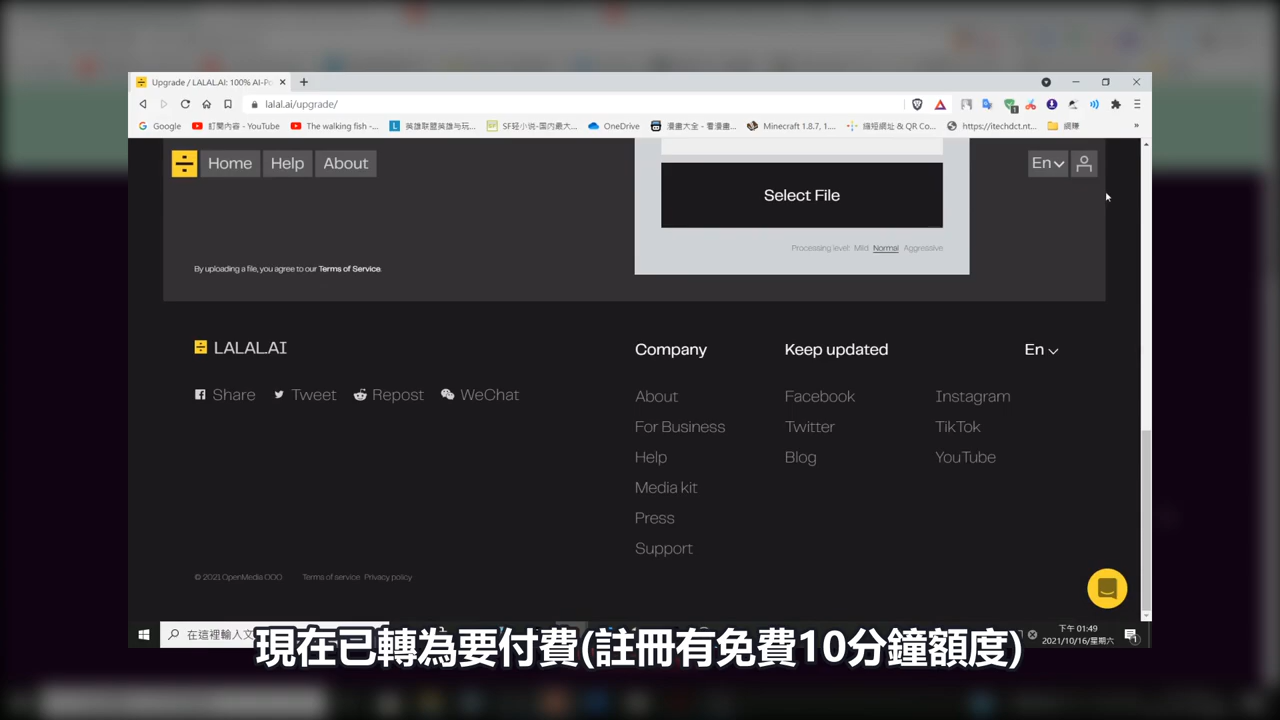 Upgrade / LALAL.AI: 100% AI-Po
lalal.ai/upgrade/
Google
訂閱內容 - YouTube
The walking fish -...
英雄联盟英雄与玩...
SF轻小说-国内最大...
OneDrive
漫畫大全 - 看漫畫...
Minecraft 1.8.7, 1....
縮短網址 & QR Co...
https://itechdct.nt...
網賺
»
Home
Help
About
En
Select File
Processing level: Mild Normal Aggressive
By uploading a file, you agree to our Terms of Service.
LALAL.AI
Company
Keep updated
En
Share
Tweet
Repost
WeChat
About
Facebook
Instagram
For Business
Twitter
TikTok
Help
Blog
YouTube
Media kit
Press
Support
© 2021 OpenMedia OOO
Terms of service
Privacy policy
在這裡輸入文
下午 01:49
2021/10/16/星期六
現在已轉為要付費(註冊有免費10分鐘額度)